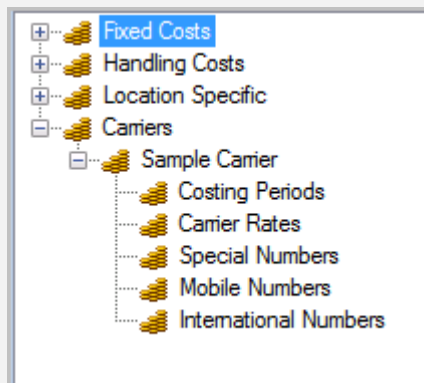 Fixed Costs
Handling Costs
Location Specific
Carriers
Sample Carrier
Costing Periods
Carrier Rates
Special Numbers
Mobile Numbers
International Numbers